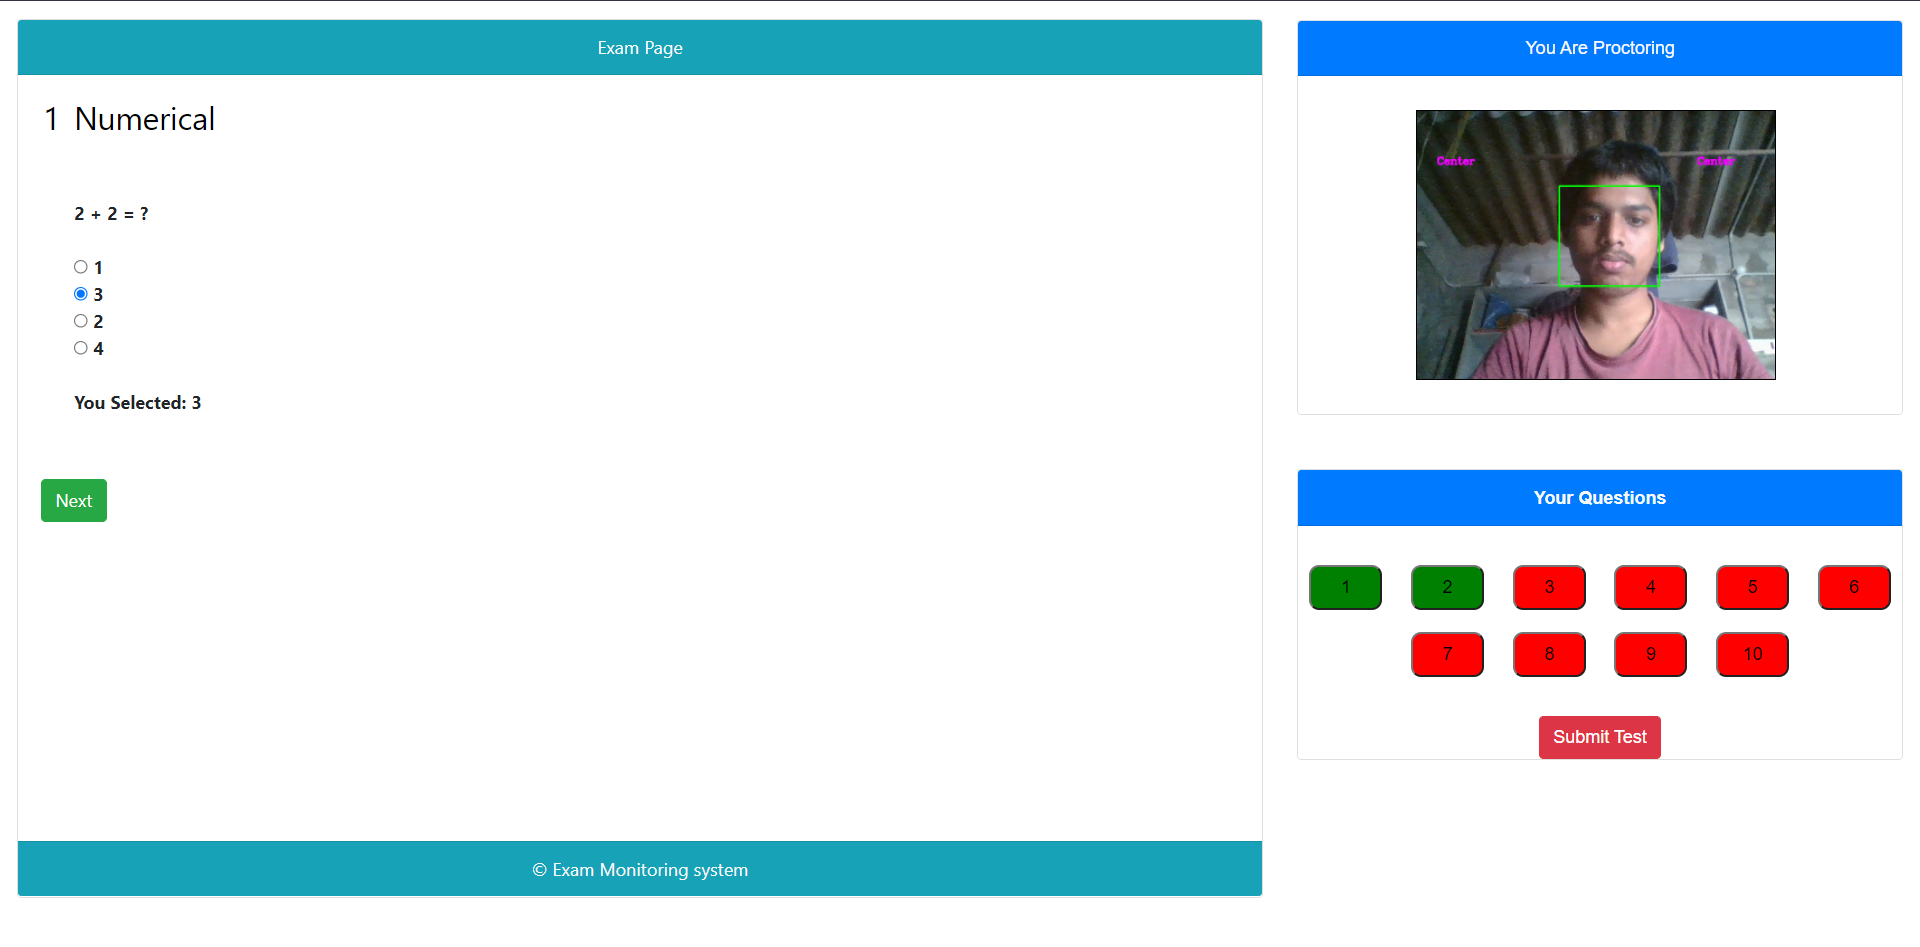 Exam Page
1 Numerical
2 + 2 = ?
1
3
2
4
You Selected: 3
Next
© Exam Monitoring system
You Are Proctoring
Center Center
Your Questions
1 2 3 4 5 6
7 8 9 10
Submit Test